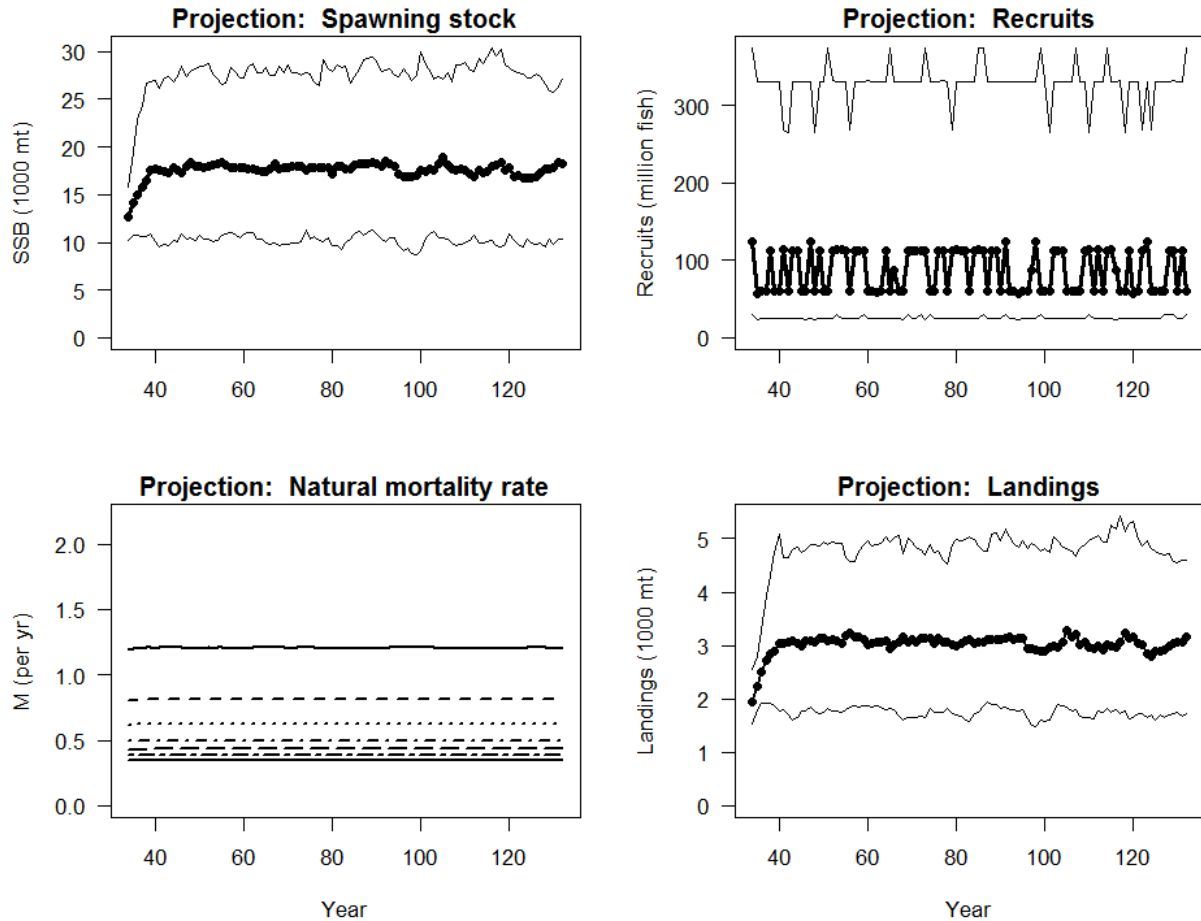 Projection:  Spawning stock
SSB (1000 mt)
30
25
20
15
10
5
0
40 60 80 100 120
Projection:  Recruits
Recruits (million fish)
300
200
100
0
40 60 80 100 120
Projection:  Natural mortality rate
M (per yr)
2.0
1.5
1.0
0.5
0.0
40 60 80 100 120
Year
Projection:  Landings
Landings (1000 mt)
5
4
3
2
1
0
40 60 80 100 120
Year